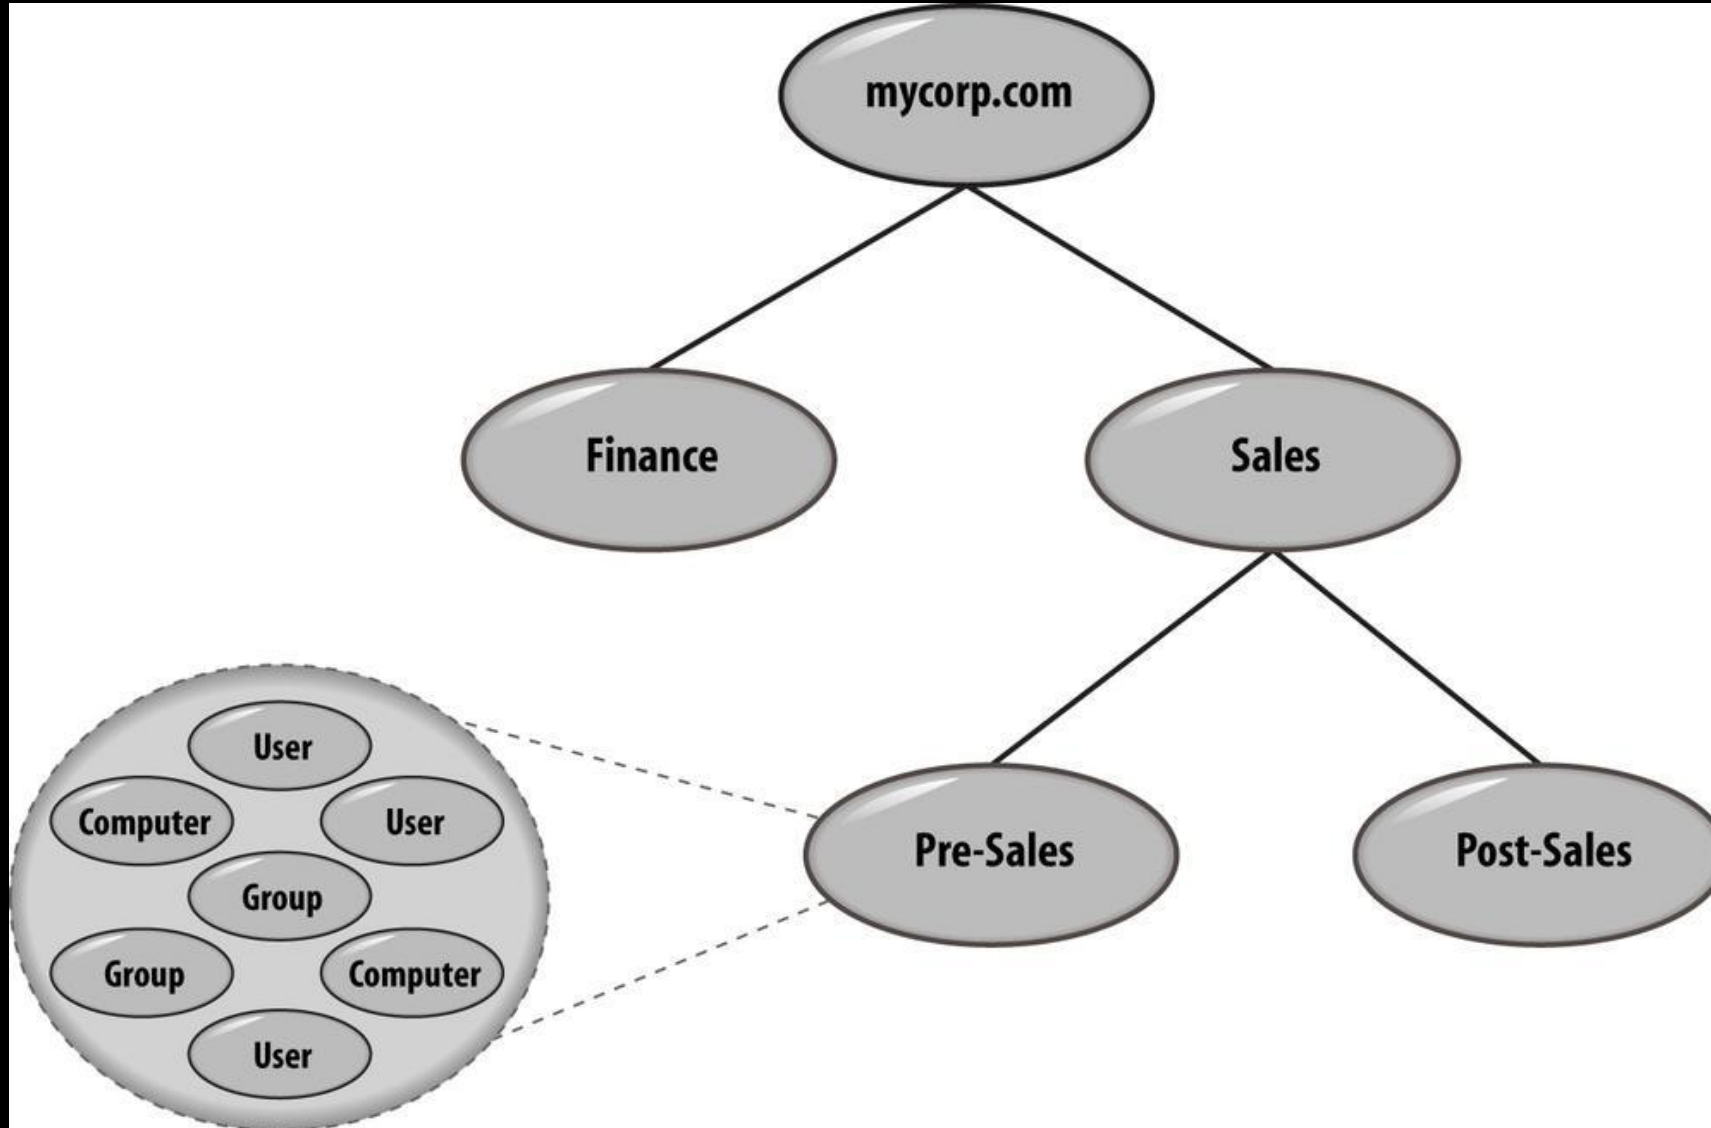 mycorp.com
Finance
Sales
User
Computer
User
Group
Group
Computer
User
Pre-Sales
Post-Sales